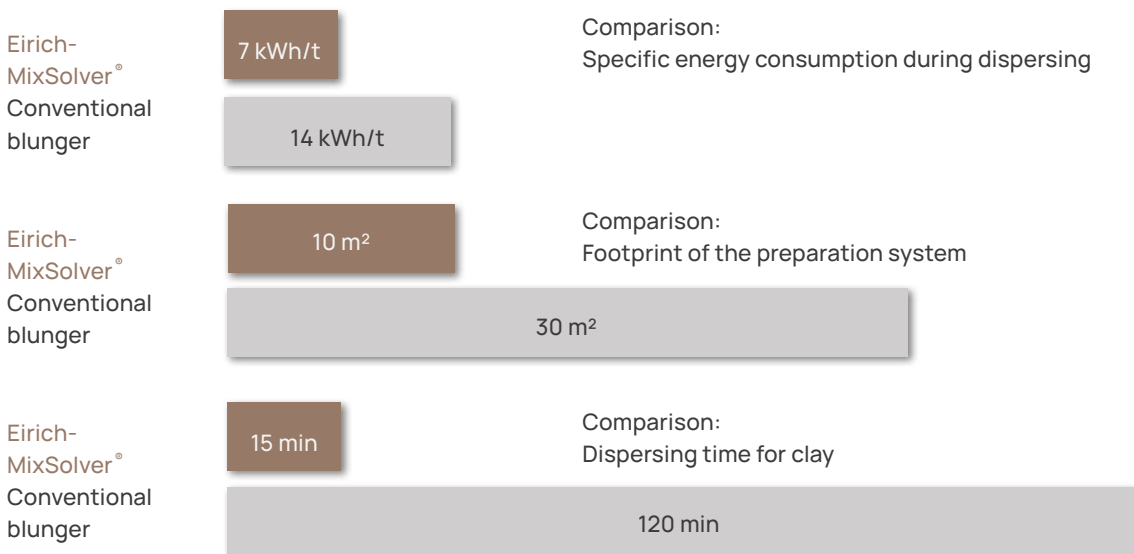 Eirich-
MixSolver®
Conventional
blunger
7 kWh/t
14 kWh/t
Comparison:
Specific energy consumption during dispersing
Eirich-
MixSolver®
Conventional
blunger
10 m²
30 m²
Comparison:
Footprint of the preparation system
Eirich-
MixSolver®
Conventional
blunger
15 min
120 min
Comparison:
Dispersing time for clay